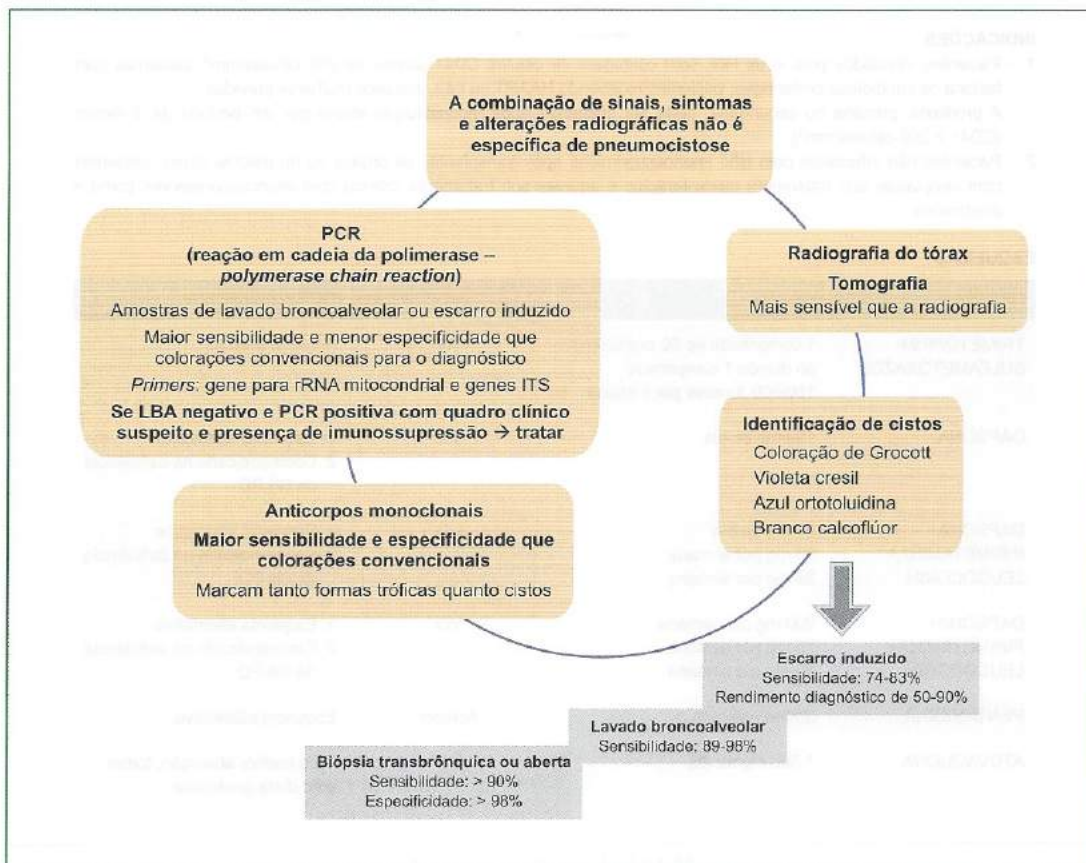 A combinação de sinais, sintomas
e alterações radiográficas não é
específica de pneumocistose
PCR
(reação em cadeia da polimerase –
polymerase chain reaction)
Amostras de lavado broncoalveolar ou escarro induzido
Maior sensibilidade e menor especificidade que
colorações convencionais para o diagnóstico
Primers: gene para rRNA mitocondrial e genes ITS
Se LBA negativo e PCR positiva com quadro clínico
suspeito e presença de imunossupressão → tratar
Radiografia do tórax
Tomografia
Mais sensível que a radiografia
Identificação de cistos
Coloração de Grocott
Violeta cresil
Azul ortotoluidina
Branco calcoflúor
Anticorpos monoclonais
Maior sensibilidade e especificidade que
colorações convencionais
Marcam tanto formas tróficas quanto cistos
Escarro induzido
Sensibilidade: 74-83%
Rendimento diagnóstico de 50-90%
Lavado broncoalveolar
Sensibilidade: 89-98%
Biópsia transbrônquica ou aberta
Sensibilidade: > 90%
Especificidade: > 98%